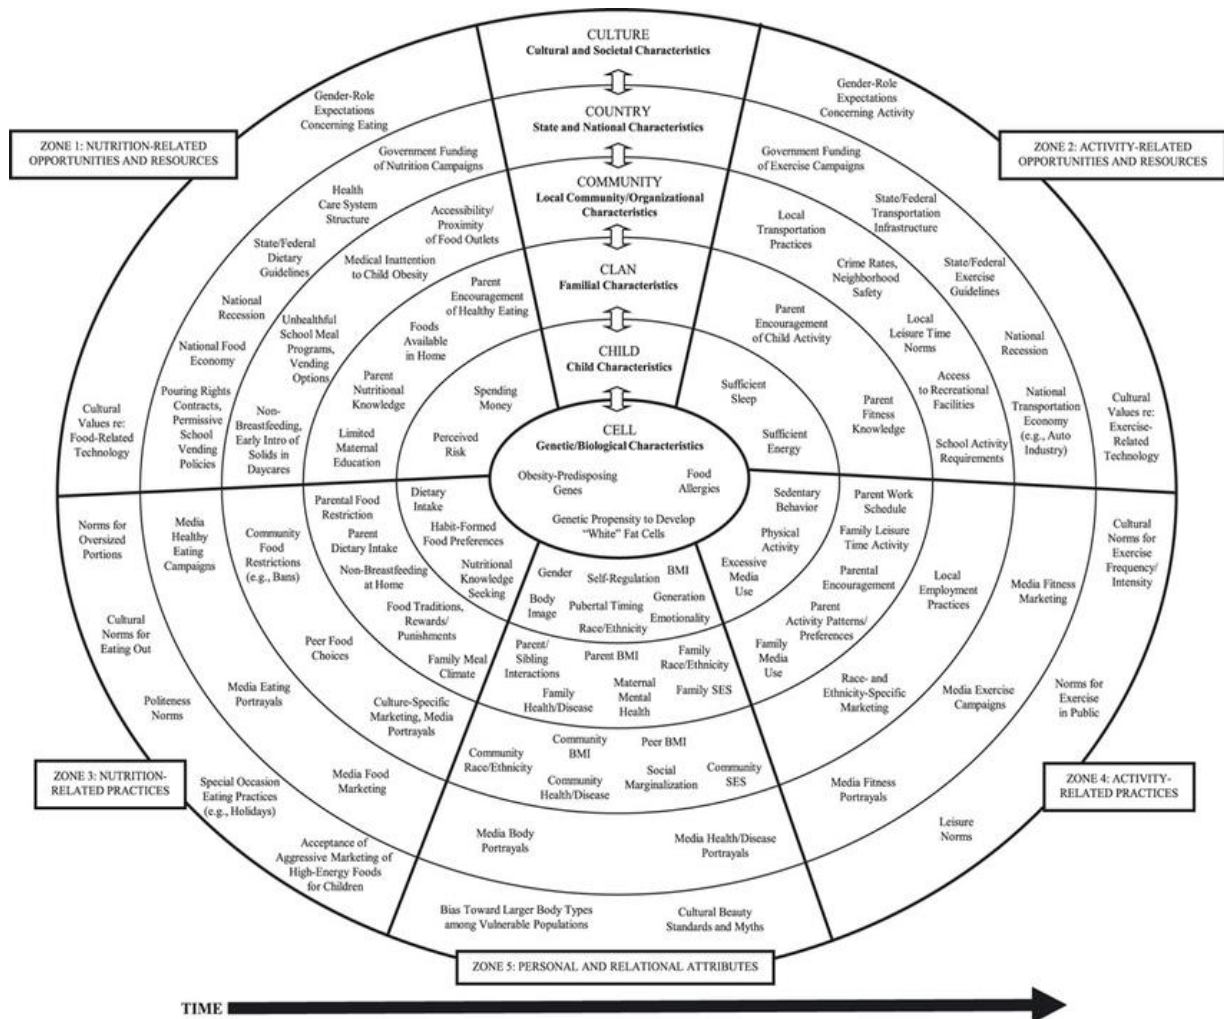 CULTURE
Cultural and Societal Characteristics
COUNTRY
State and National Characteristics
COMMUNITY
Local Community/Organizational
Characteristics
CLAN
Familial Characteristics
CHILD
Child Characteristics
CELL
Genetic/Biological Characteristics
Obesity-Predisposing
Genes
Food
Allergies
Genetic Propensity to Develop
“White” Fat Cells
ZONE 1: NUTRITION-RELATED
OPPORTUNITIES AND RESOURCES
Gender-Role
Expectations
Concerning Eating
Government Funding
of Nutrition Campaigns
Health
Care System
Structure
Accessibility/
Proximity
of Food Outlets
State/Federal
Dietary
Guidelines
Medical Inattention
to Child Obesity
Parent
Encouragement
of Healthy Eating
National
Recession
Unhealthful
School Meal
Programs,
Vending
Options
Foods
Available
in Home
National Food
Economy
Parent
Nutritional
Knowledge
Spending
Money
Cultural
Values re:
Food-Related
Technology
Pouring Rights
Contracts,
Permissive
School
Vending
Policies
Non-
Breastfeeding,
Early Intro of
Solids in
Daycares
Limited
Maternal
Education
Perceived
Risk
ZONE 2: ACTIVITY-RELATED
OPPORTUNITIES AND RESOURCES
Gender-Role
Expectations
Concerning Activity
Government Funding
of Exercise Campaigns
State/Federal
Transportation
Infrastructure
Local
Transportation
Practices
Crime Rates,
Neighborhood
Safety
State/Federal
Exercise
Guidelines
Parent
Encouragement
of Child Activity
Local
Leisure Time
Norms
National
Recession
Sufficient
Sleep
Access
to Recreational
Facilities
National
Transportation
Economy
(e.g., Auto
Industry)
Cultural
Values re:
Exercise-
Related
Technology
Parent
Fitness
Knowledge
Sufficient
Energy
School Activity
Requirements
ZONE 3: NUTRITION-
RELATED PRACTICES
Norms for
Oversized
Portions
Media
Healthy
Eating
Campaigns
Community
Food
Restrictions
(e.g., Bans)
Parental Food
Restriction
Dietary
Intake
Parent
Dietary Intake
Habit-Formed
Food Preferences
Non-Breastfeeding
at Home
Nutritional
Knowledge
Seeking
Cultural
Norms for
Eating Out
Peer Food
Choices
Food Traditions,
Rewards/
Punishments
Family Meal
Climate
Politeness
Norms
Media Eating
Portrayals
Culture-Specific
Marketing, Media
Portrayals
Special Occasion
Eating Practices
(e.g., Holidays)
Media Food
Marketing
Acceptance of
Aggressive Marketing of
High-Energy Foods
for Children
ZONE 4: ACTIVITY-
RELATED PRACTICES
Sedentary
Behavior
Parent Work
Schedule
Physical
Activity
Family Leisure
Time Activity
Excessive
Media
Use
Parental
Encouragement
Local
Employment
Practices
Media Fitness
Marketing
Cultural
Norms for
Exercise
Frequency/
Intensity
Parent
Activity Patterns/
Preferences
Family
Media
Use
Race- and
Ethnicity-Specific
Marketing
Media Exercise
Campaigns
Norms for
Exercise
in Public
Media Fitness
Portrayals
Leisure
Norms
Gender
Self-Regulation
BMI
Body
Image
Pubertal Timing
Generation
Emotionality
Race/Ethnicity
Parent/
Sibling
Interactions
Parent BMI
Family
Race/Ethnicity
Family
Health/Disease
Maternal
Mental
Health
Family SES
Community
Race/Ethnicity
Community
BMI
Peer BMI
Community
Health/Disease
Social
Marginalization
Community
SES
Media Body
Portrayals
Media Health/Disease
Portrayals
Bias Toward Larger Body Types
among Vulnerable Populations
Cultural Beauty
Standards and Myths
ZONE 5: PERSONAL AND RELATIONAL ATTRIBUTES
TIME